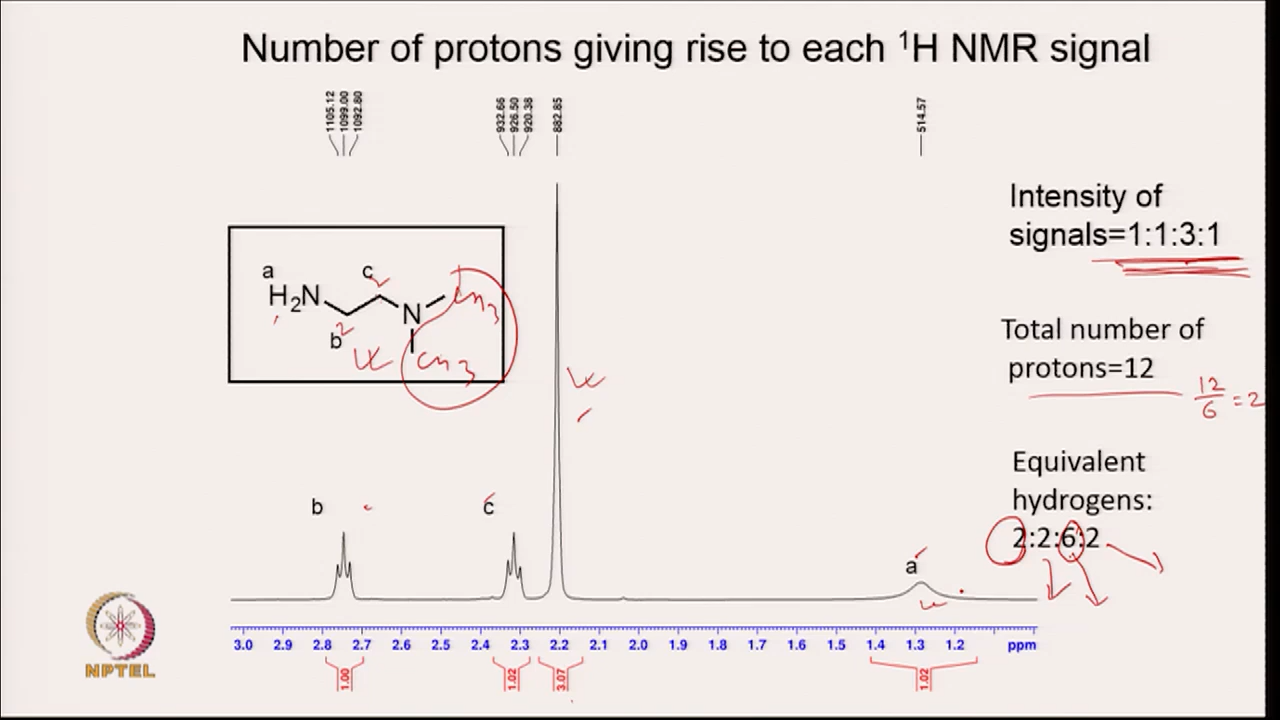 Number of protons giving rise to each ¹H NMR signal
1105.12
1099.00
1092.80
932.66
926.50
920.38
882.85
514.57
Intensity of
signals=1:1:3:1
a
c
2
H₂N
N
CH3
b
2
CH3
Total number of
protons=12
12/6 = 2
Equivalent
hydrogens:
2:2:6:2
b
c
a
3.0 2.9 2.8 2.7 2.6 2.5 2.4 2.3 2.2 2.1 2.0 1.9 1.8 1.7 1.6 1.5 1.4 1.3 1.2 ppm
1.00
1.02
3.07
1.02
NPTEL